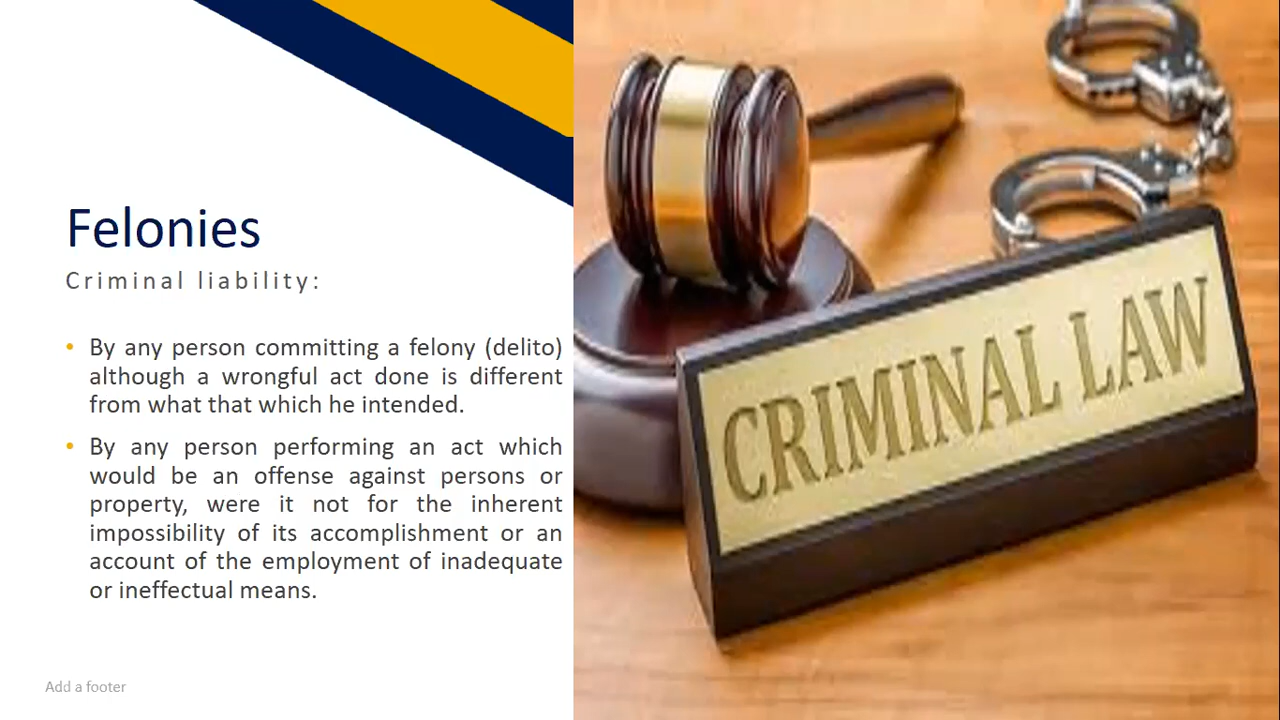 Felonies
Criminal liability:
• By any person committing a felony (delito)
although a wrongful act done is different
from what that which he intended.
• By any person performing an act which
would be an offense against persons or
property, were it not for the inherent
impossibility of its accomplishment or an
account of the employment of inadequate
or ineffectual means.
Add a footer
CRIMINAL LAW